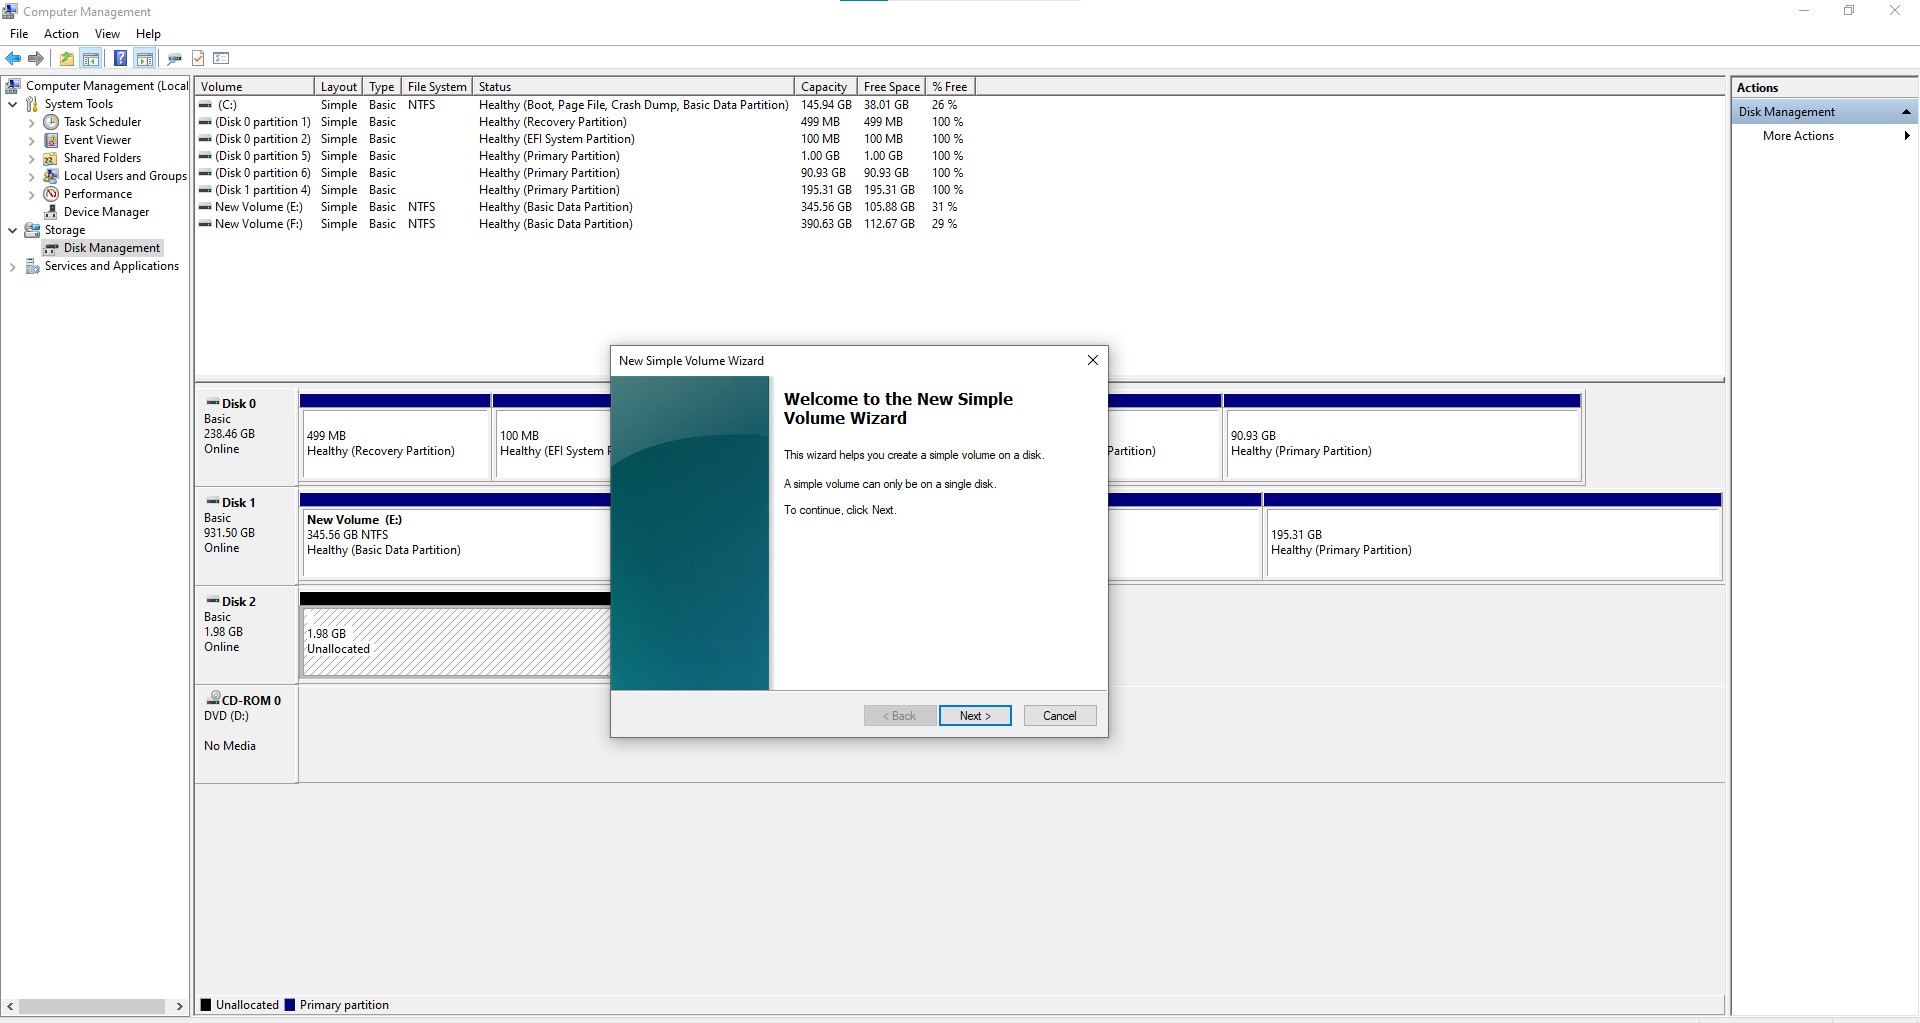 Computer Management
File Action View Help
Computer Management (Local
System Tools
Task Scheduler
Event Viewer
Shared Folders
Local Users and Groups
Performance
Device Manager
Storage
Disk Management
Services and Applications
Volume Layout Type File System Status Capacity Free Space % Free
(C:) Simple Basic NTFS Healthy (Boot, Page File, Crash Dump, Basic Data Partition) 145.94 GB 38.01 GB 26 %
(Disk 0 partition 1) Simple Basic Healthy (Recovery Partition) 499 MB 499 MB 100 %
(Disk 0 partition 2) Simple Basic Healthy (EFI System Partition) 100 MB 100 MB 100 %
(Disk 0 partition 5) Simple Basic Healthy (Primary Partition) 1.00 GB 1.00 GB 100 %
(Disk 0 partition 6) Simple Basic Healthy (Primary Partition) 90.93 GB 90.93 GB 100 %
(Disk 1 partition 4) Simple Basic Healthy (Primary Partition) 195.31 GB 195.31 GB 100 %
New Volume (E:) Simple Basic NTFS Healthy (Basic Data Partition) 345.56 GB 105.88 GB 31 %
New Volume (F:) Simple Basic NTFS Healthy (Basic Data Partition) 390.63 GB 112.67 GB 29 %
Disk 0
Basic
238.46 GB
Online
499 MB
Healthy (Recovery Partition)
100 MB
Healthy (EFI System
Partition)
90.93 GB
Healthy (Primary Partition)
Disk 1
Basic
931.50 GB
Online
New Volume (E:)
345.56 GB NTFS
Healthy (Basic Data Partition)
195.31 GB
Healthy (Primary Partition)
Disk 2
Basic
1.98 GB
Online
1.98 GB
Unallocated
CD-ROM 0
DVD (D:)
No Media
Unallocated Primary partition
New Simple Volume Wizard
Welcome to the New Simple
Volume Wizard
This wizard helps you create a simple volume on a disk.
A simple volume can only be on a single disk.
To continue, click Next.
< Back Next > Cancel
Actions
Disk Management
More Actions